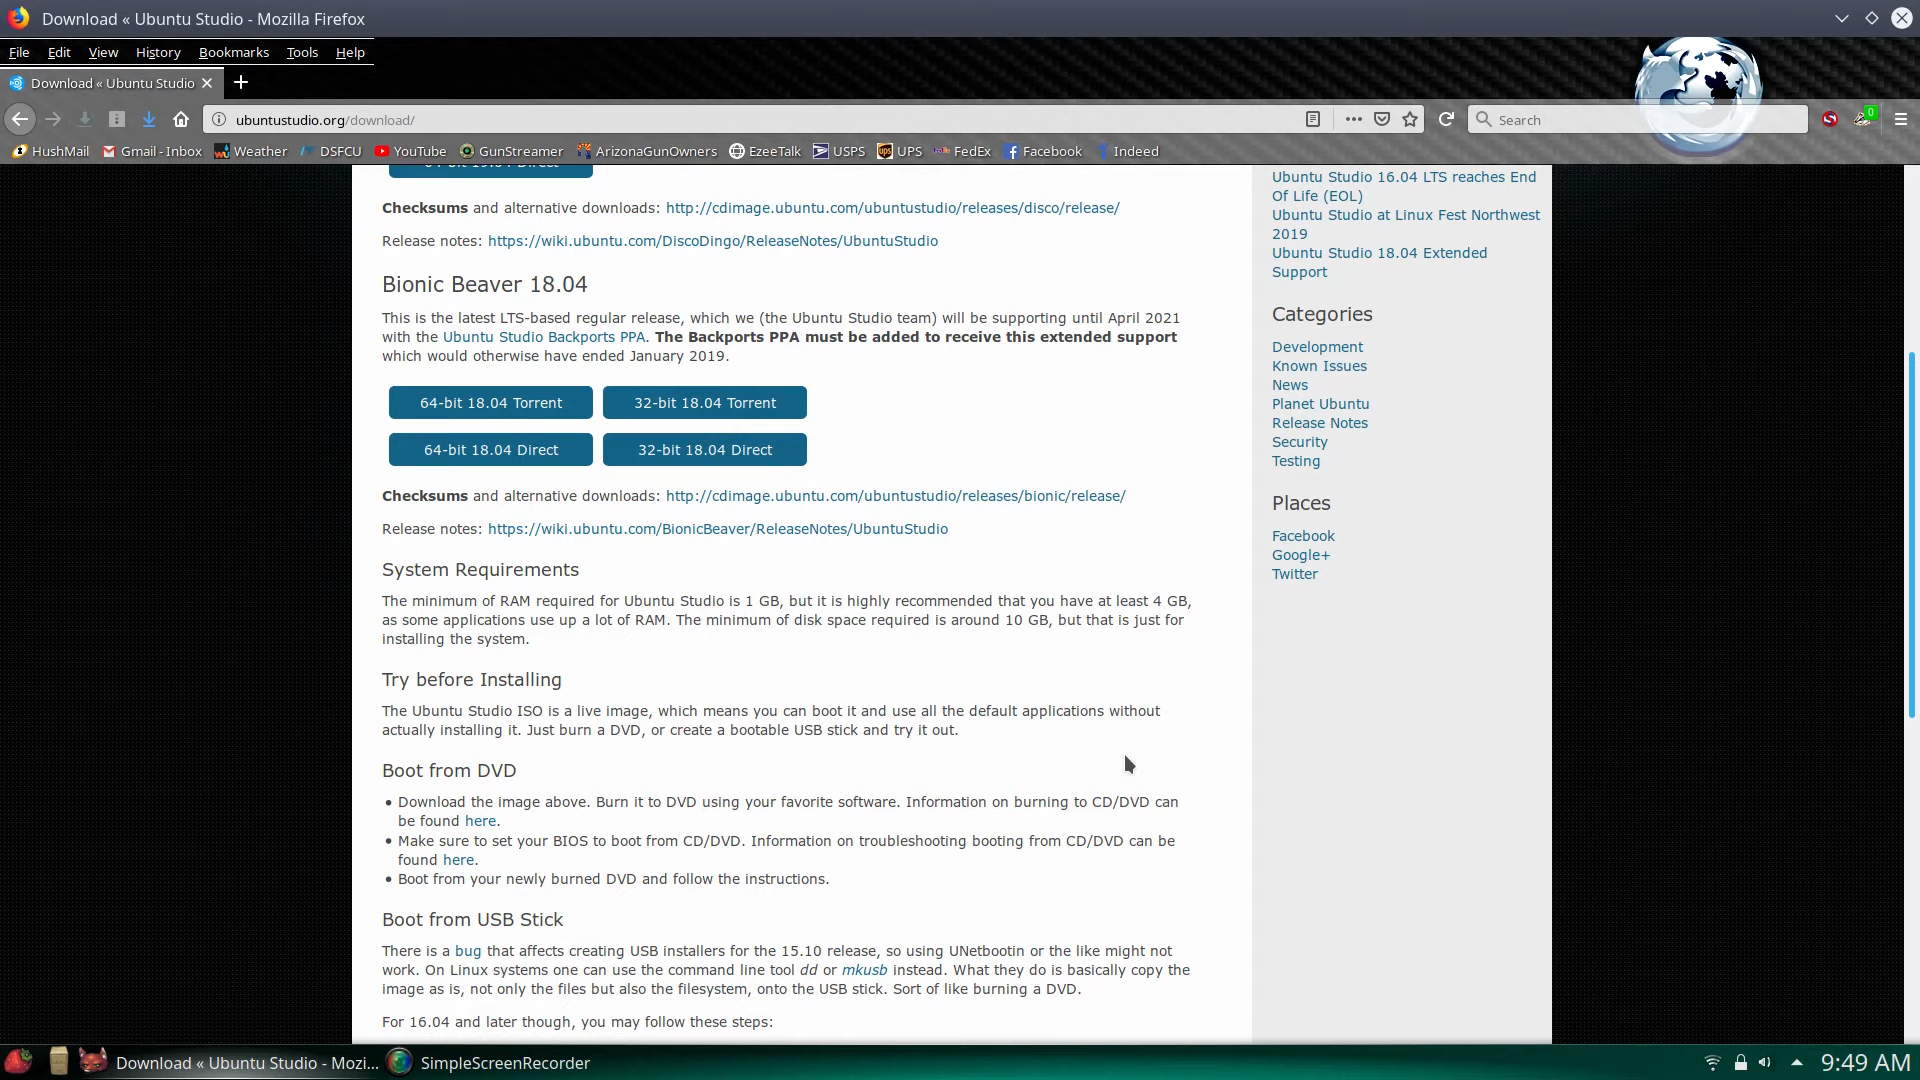 Download « Ubuntu Studio - Mozilla Firefox
File Edit View History Bookmarks Tools Help
Download « Ubuntu Studio
ubuntustudio.org/download/
Search
0
HushMail Gmail - Inbox Weather DSFCU YouTube GunStreamer ArizonaGunOwners EzeeTalk USPS UPS FedEx Facebook Indeed
64-bit 19.04 Direct
Checksums and alternative downloads: http://cdimage.ubuntu.com/ubuntustudio/releases/disco/release/
Release notes: https://wiki.ubuntu.com/DiscoDingo/ReleaseNotes/UbuntuStudio
Bionic Beaver 18.04
This is the latest LTS-based regular release, which we (the Ubuntu Studio team) will be supporting until April 2021
with the Ubuntu Studio Backports PPA. The Backports PPA must be added to receive this extended support
which would otherwise have ended January 2019.
64-bit 18.04 Torrent 32-bit 18.04 Torrent
64-bit 18.04 Direct 32-bit 18.04 Direct
Checksums and alternative downloads: http://cdimage.ubuntu.com/ubuntustudio/releases/bionic/release/
Release notes: https://wiki.ubuntu.com/BionicBeaver/ReleaseNotes/UbuntuStudio
System Requirements
The minimum of RAM required for Ubuntu Studio is 1 GB, but it is highly recommended that you have at least 4 GB,
as some applications use up a lot of RAM. The minimum of disk space required is around 10 GB, but that is just for
installing the system.
Try before Installing
The Ubuntu Studio ISO is a live image, which means you can boot it and use all the default applications without
actually installing it. Just burn a DVD, or create a bootable USB stick and try it out.
Boot from DVD
• Download the image above. Burn it to DVD using your favorite software. Information on burning to CD/DVD can
be found here.
• Make sure to set your BIOS to boot from CD/DVD. Information on troubleshooting booting from CD/DVD can be
found here.
• Boot from your newly burned DVD and follow the instructions.
Boot from USB Stick
There is a bug that affects creating USB installers for the 15.10 release, so using UNetbootin or the like might not
work. On Linux systems one can use the command line tool dd or mkusb instead. What they do is basically copy the
image as is, not only the files but also the filesystem, onto the USB stick. Sort of like burning a DVD.
For 16.04 and later though, you may follow these steps:
Ubuntu Studio 16.04 LTS reaches End
Of Life (EOL)
Ubuntu Studio at Linux Fest Northwest
2019
Ubuntu Studio 18.04 Extended
Support
Categories
Development
Known Issues
News
Planet Ubuntu
Release Notes
Security
Testing
Places
Facebook
Google+
Twitter
Download « Ubuntu Studio - Mozi... SimpleScreenRecorder 9:49 AM